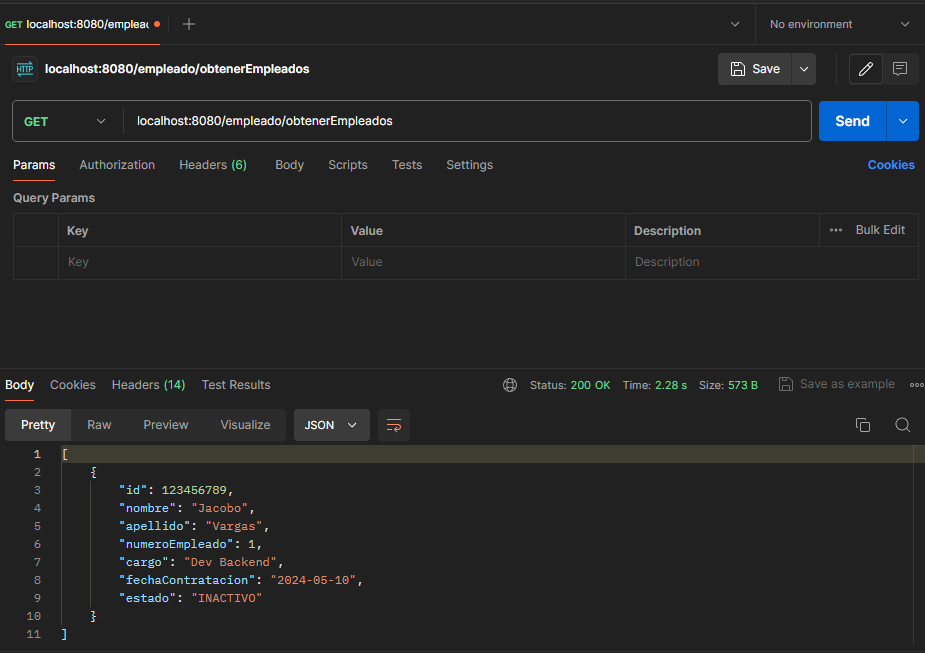 GET localhost:8080/emplea
No environment
HTTP localhost:8080/empleado/obtenerEmpleados
Save
GET localhost:8080/empleado/obtenerEmpleados
Send
Params Authorization Headers (6) Body Scripts Tests Settings Cookies
Query Params
Key Value Description ••• Bulk Edit
Key Value Description
Body Cookies Headers (14) Test Results Status: 200 OK Time: 2.28 s Size: 573 B Save as example
Pretty Raw Preview Visualize JSON
1 [
2 {
3 "id": 123456789,
4 "nombre": "Jacobo",
5 "apellido": "Vargas",
6 "numeroEmpleado": 1,
7 "cargo": "Dev Backend",
8 "fechaContratacion": "2024-05-10",
9 "estado": "INACTIVO"
10 }
11 ]